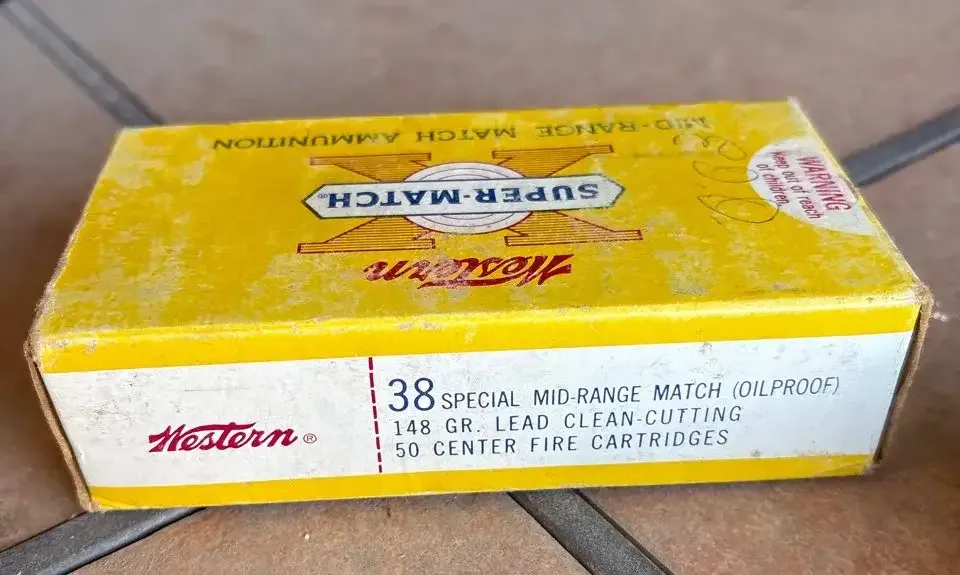 MID-RANGE MATCH AMMUNITION
SUPER-MATCH®
Western
WARNING
Keep out of reach
of children
Western®
38 SPECIAL MID-RANGE MATCH (OILPROOF)
148 GR. LEAD CLEAN-CUTTING
50 CENTER FIRE CARTRIDGES